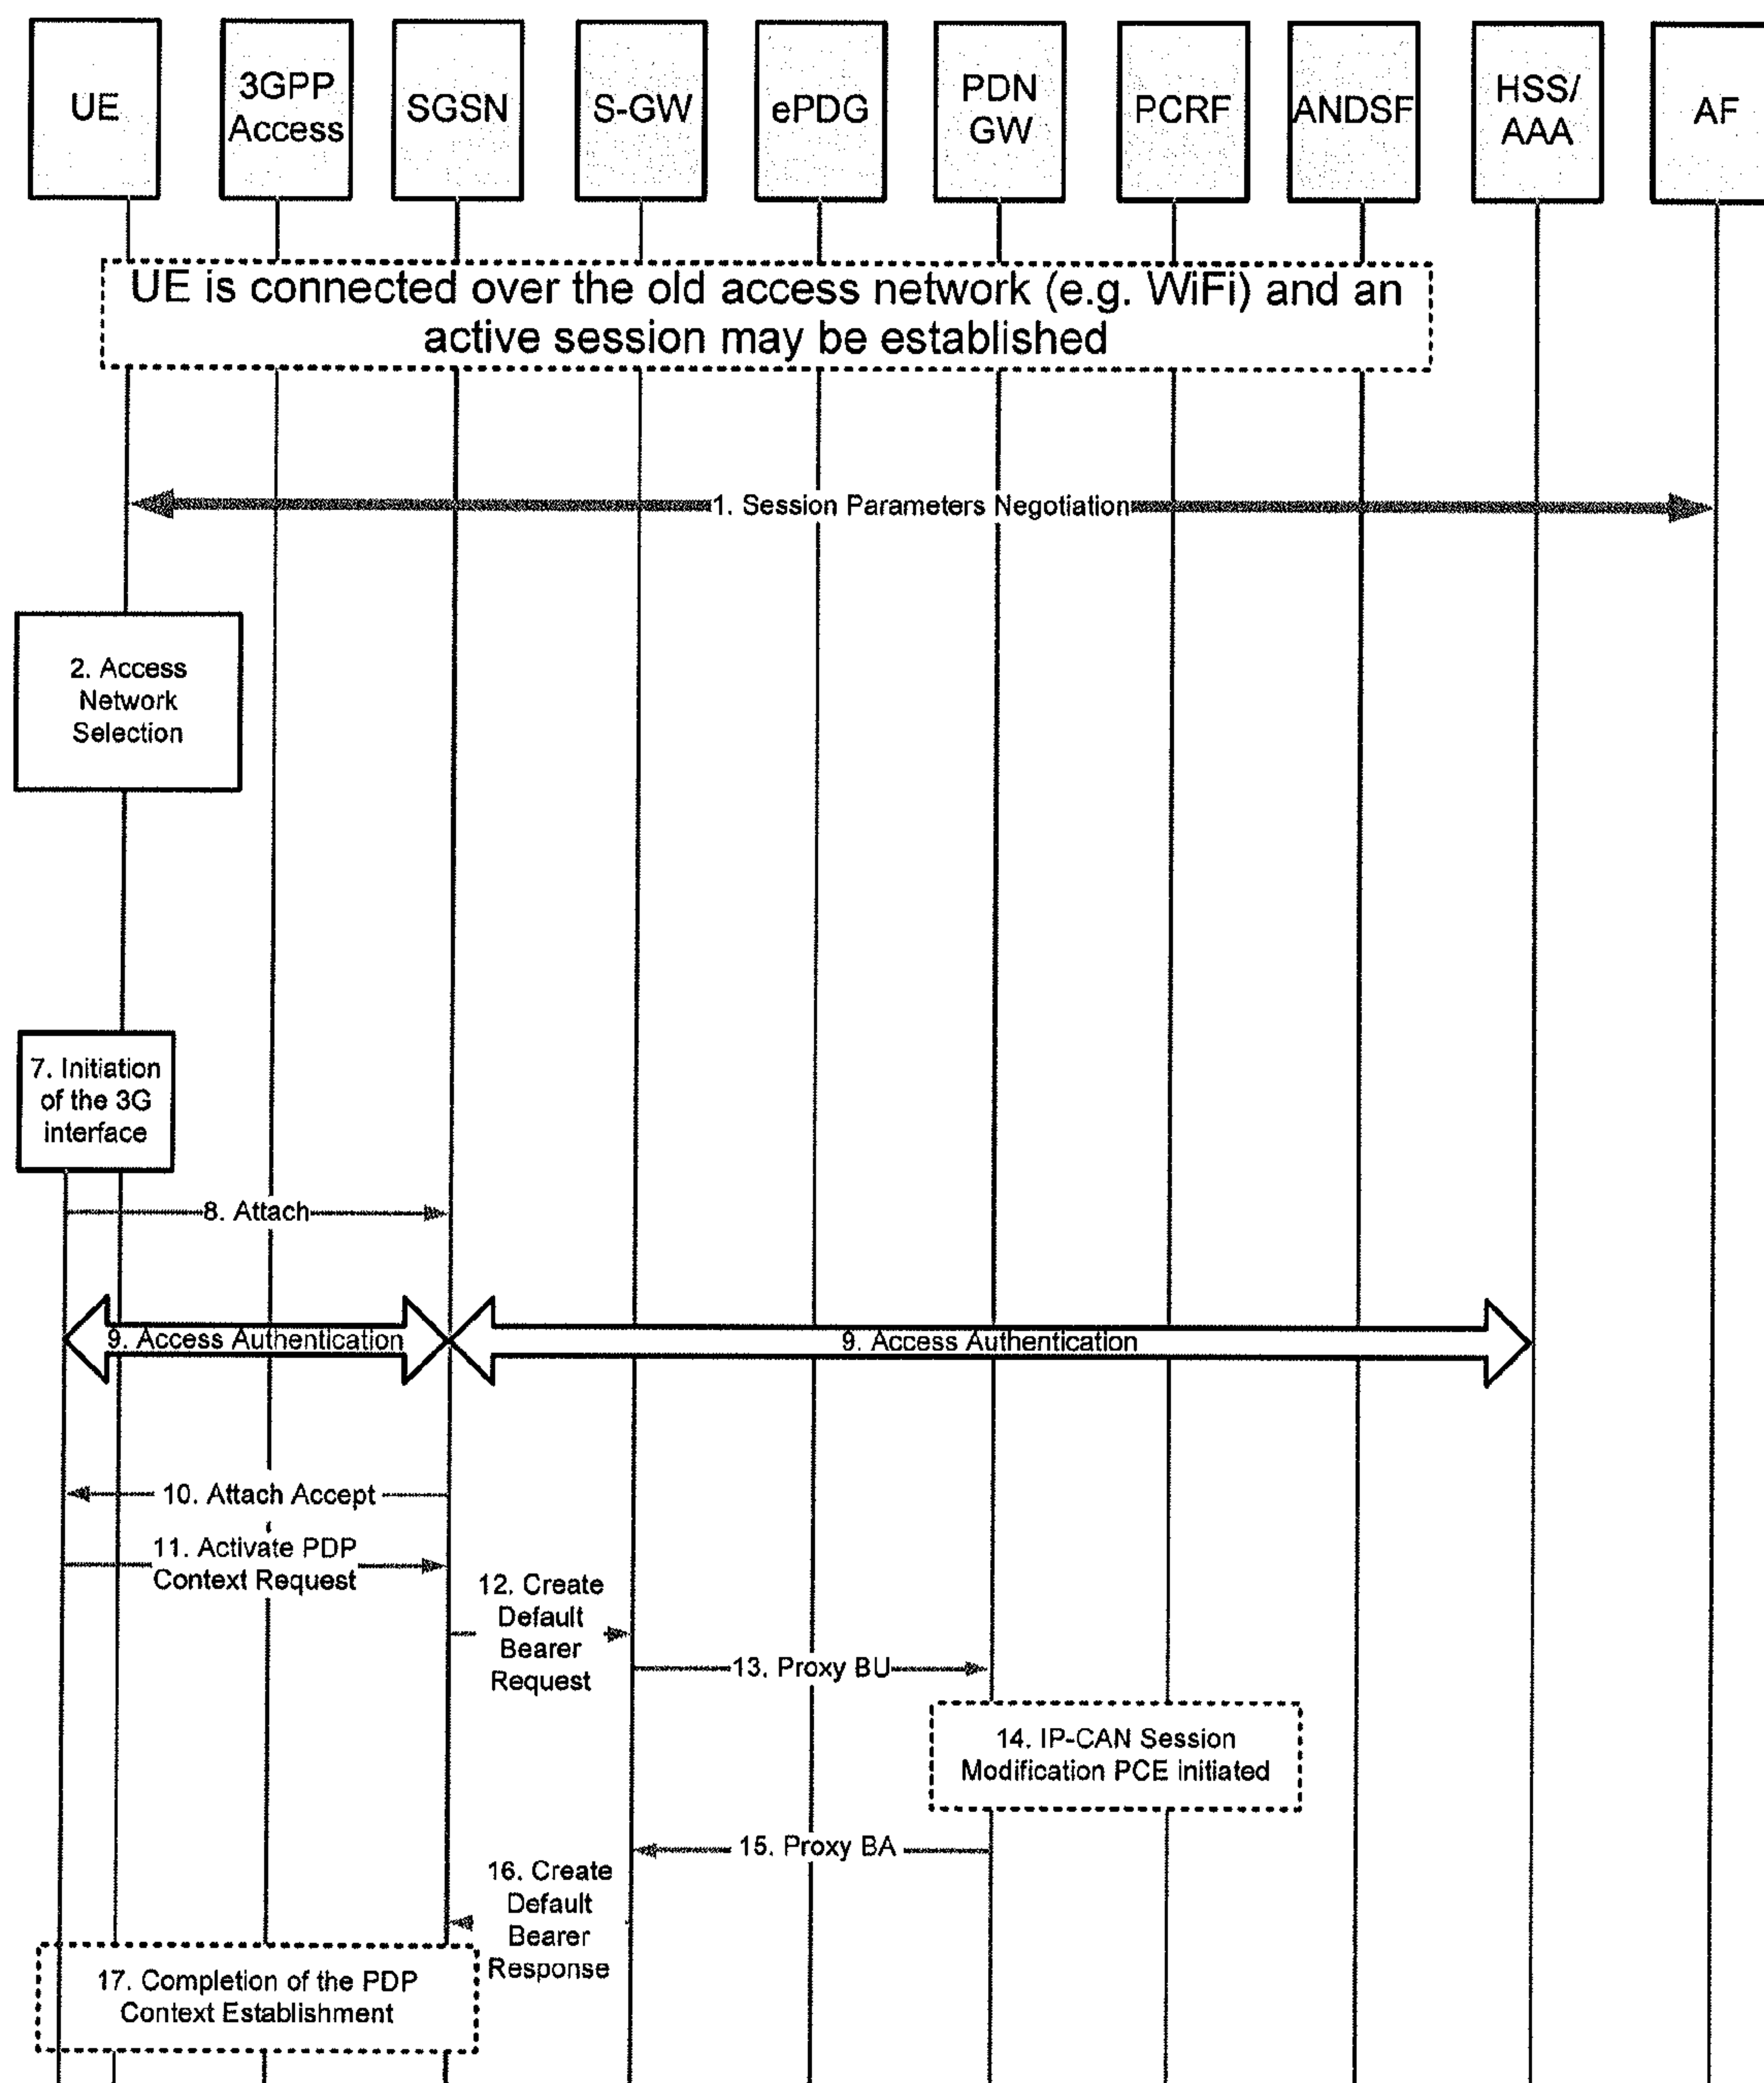 UE
3GPP
Access
SGSN
S-GW
ePDG
PDN
GW
PCRF
ANDSF
HSS/
AAA
AF
UE is connected over the old access network (e.g. WiFi) and an
active session may be established
1. Session Parameters Negotiation
2. Access
Network
Selection
7. Initiation
of the 3G
interface
8. Attach
9. Access Authentication
9. Access Authentication
10. Attach Accept
11. Activate PDP
Context Request
12. Create
Default
Bearer
Request
13. Proxy BU
14. IP-CAN Session
Modification PCE initiated
15. Proxy BA
16. Create
Default
Bearer
Response
17. Completion of the PDP
Context Establishment